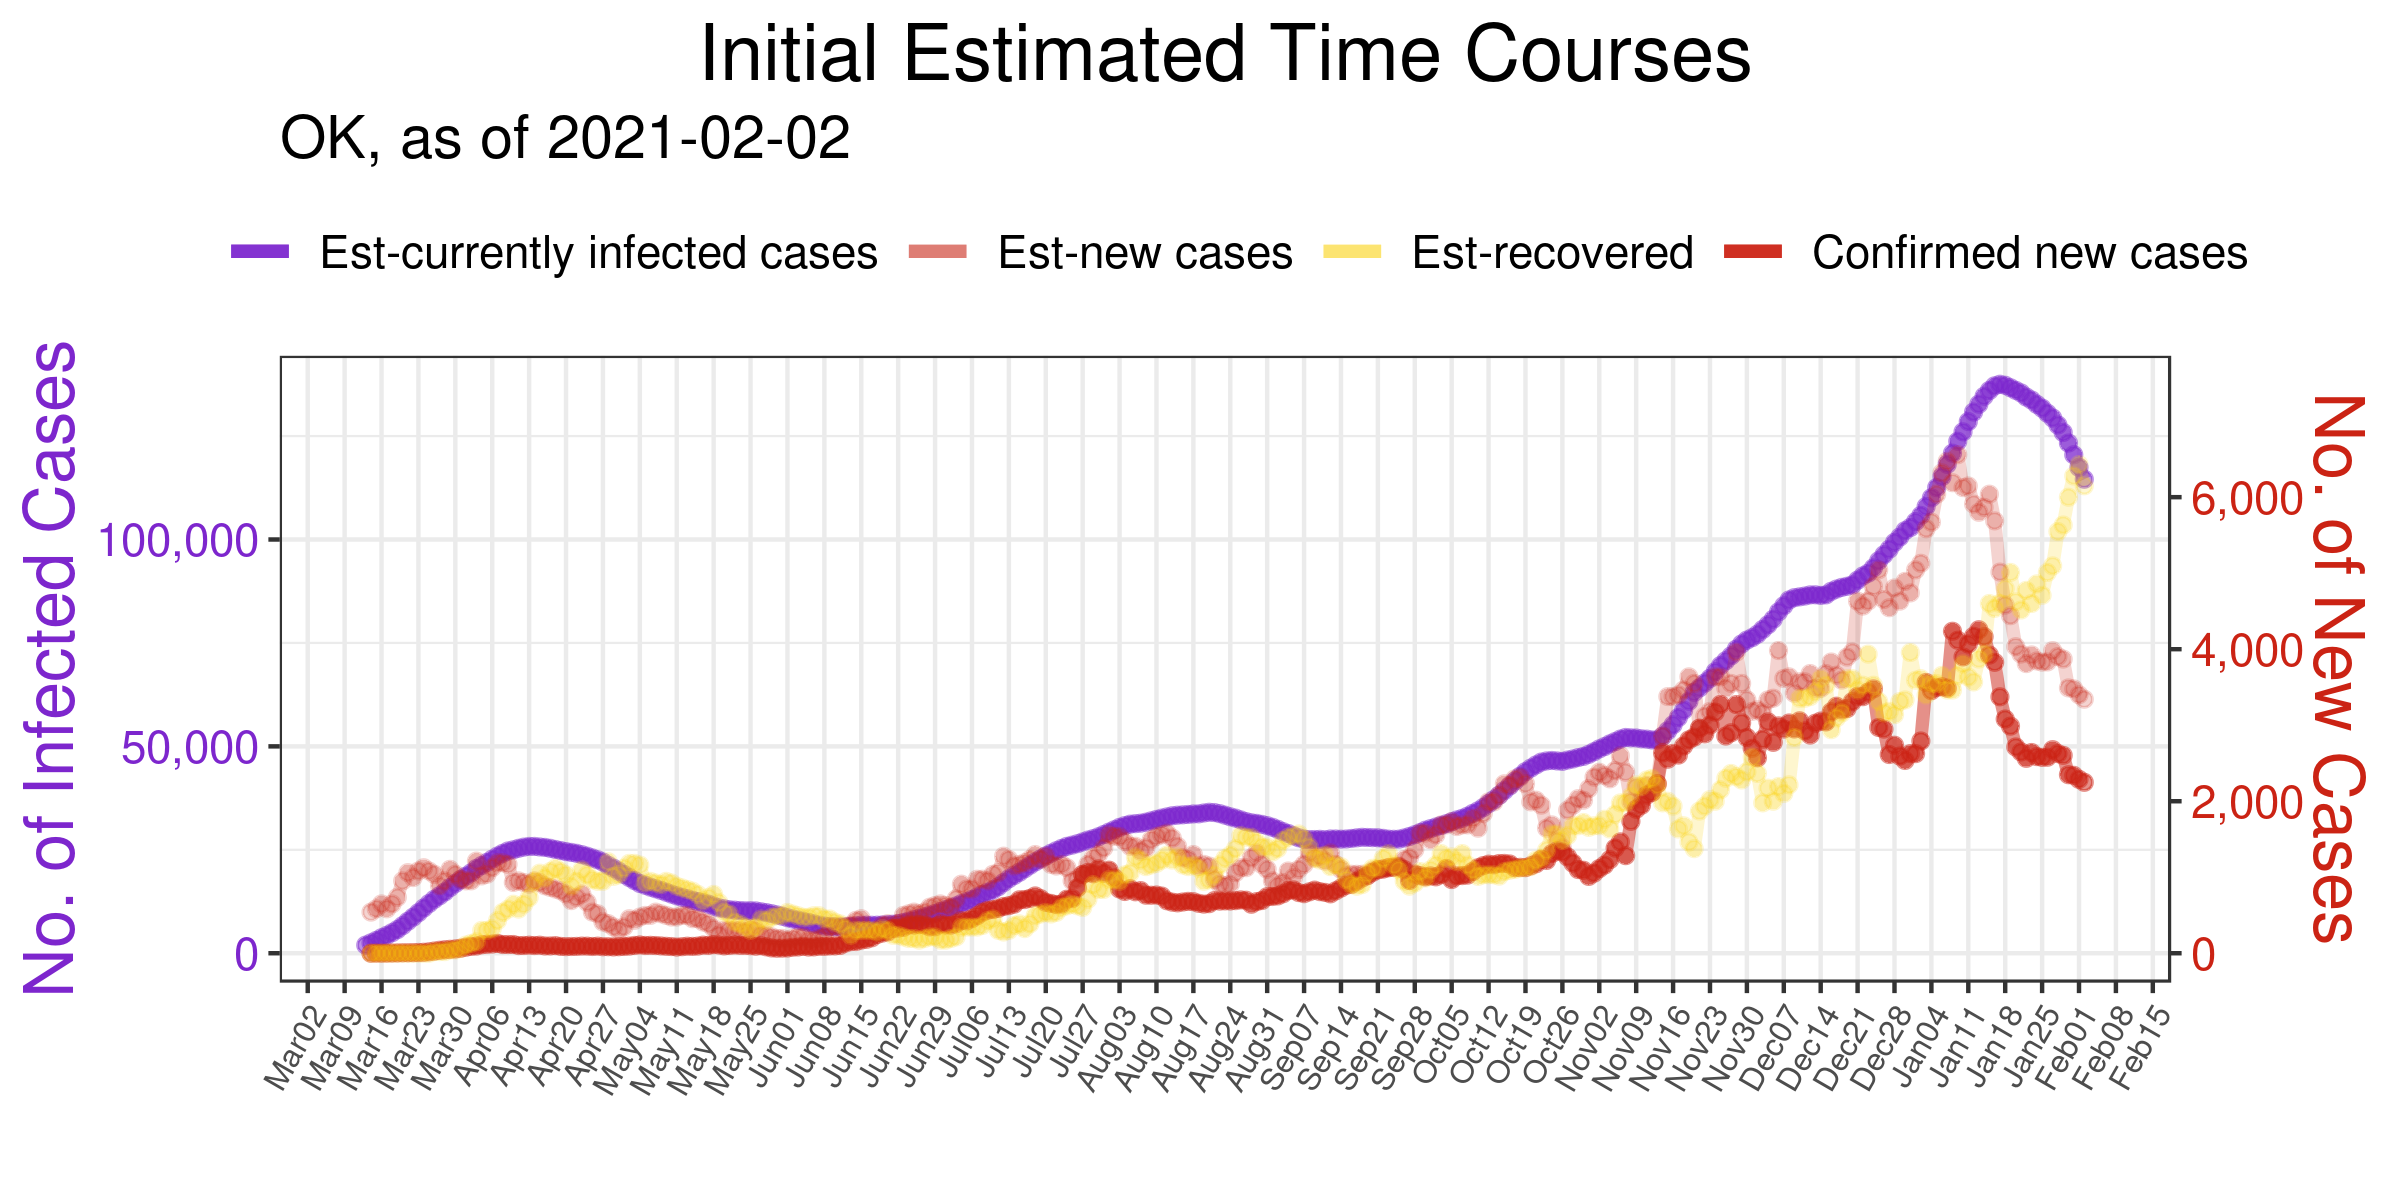 Initial Estimated Time Courses
OK, as of 2021-02-02
Est-currently infected cases Est-new cases Est-recovered Confirmed new cases
No. of Infected Cases
100,000
50,000
0
6,000
4,000
2,000
0
No. of New Cases
Mar02 Mar09 Mar16 Mar23 Mar30 Apr06 Apr13 Apr20 Apr27 May04 May11 May18 May25 Jun01 Jun08 Jun15 Jun22 Jun29 Jul06 Jul13 Jul20 Jul27 Aug03 Aug10 Aug17 Aug24 Aug31 Sep07 Sep14 Sep21 Sep28 Oct05 Oct12 Oct19 Oct26 Nov02 Nov09 Nov16 Nov23 Nov30 Dec07 Dec14 Dec21 Dec28 Jan04 Jan11 Jan18 Jan25 Feb01 Feb08 Feb15